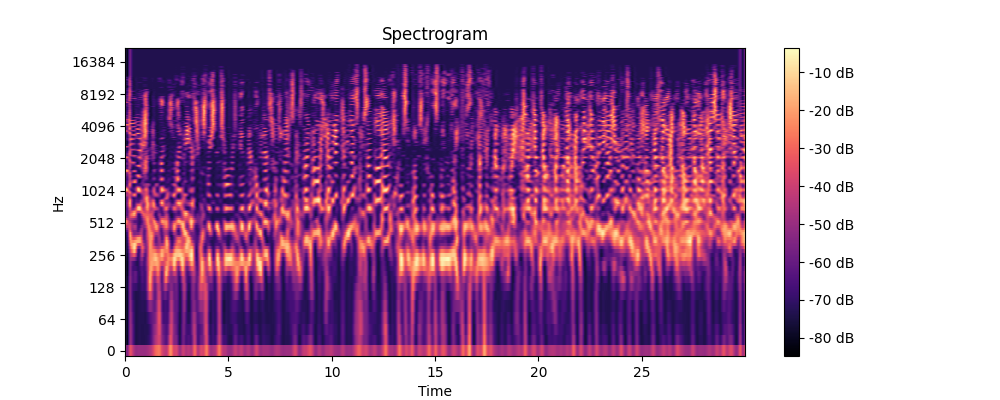 Spectrogram
16384
8192
4096
2048
1024
512
256
128
64
0
Hz
0 5 10 15 20 25
Time
-10 dB
-20 dB
-30 dB
-40 dB
-50 dB
-60 dB
-70 dB
-80 dB